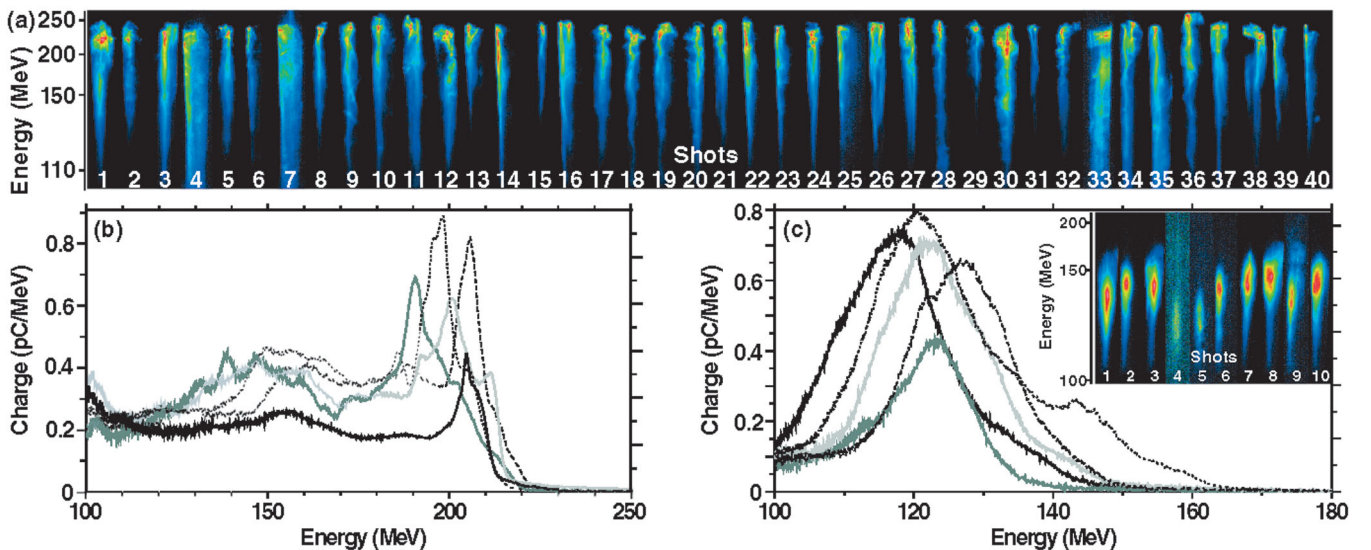 (a)
250
200
150
110
Energy (MeV)
Shots
1 2 3 4 5 6 7 8 9 10 11 12 13 14 15 16 17 18 19 20 21 22 23 24 25 26 27 28 29 30 31 32 33 34 35 36 37 38 39 40
(b)
0.8
0.6
0.4
0.2
0
Charge (pC/MeV)
100 150 200 250
Energy (MeV)
(c)
0.8
0.6
0.4
0.2
0
Charge (pC/MeV)
100 120 140 160 180
Energy (MeV)
200
150
100
Energy (MeV)
Shots
1 2 3 4 5 6 7 8 9 10